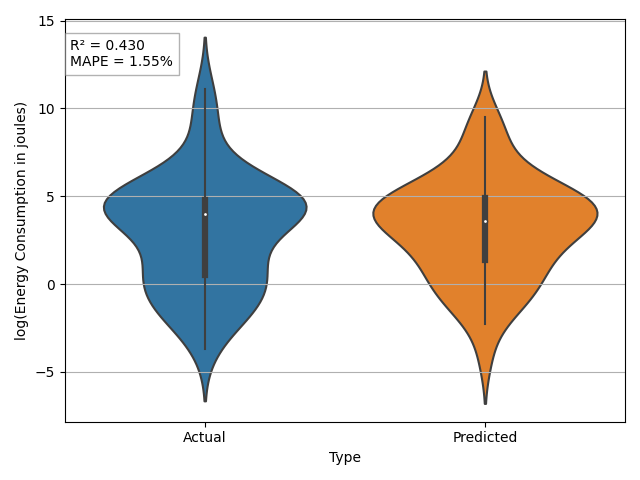 15
R² = 0.430
MAPE = 1.55%
10
5
0
−5
log(Energy Consumption in joules)
Actual
Predicted
Type